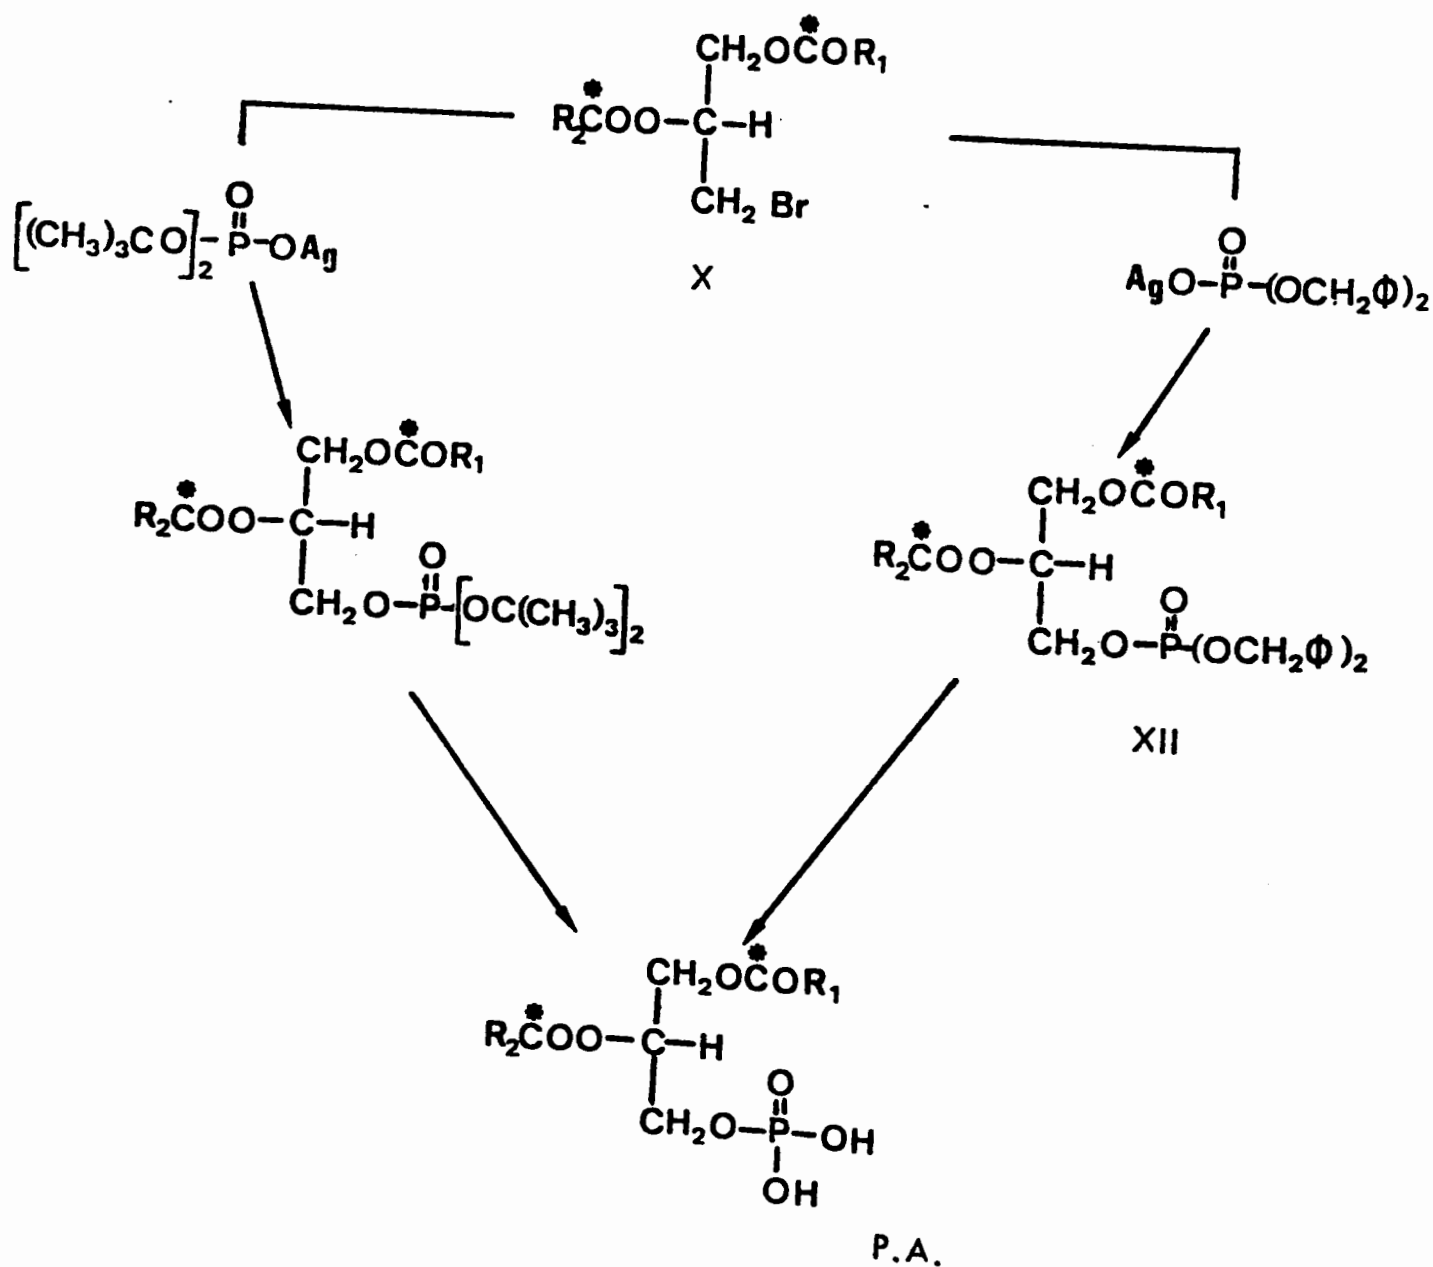 CH₂OC*OR₁
R₂C*OO–C–H
CH₂ Br
X
[(CH₃)₃CO]₂–P–OAg
O
AgO–P–(OCH₂Φ)₂
O
CH₂OC*OR₁
R₂C*OO–C–H
O
CH₂O–P–[OC(CH₃)₃]₂
CH₂OC*OR₁
R₂C*OO–C–H
O
CH₂O–P(OCH₂Φ)₂
XII
CH₂OC*OR₁
R₂C*OO–C–H
O
CH₂O–P–OH
OH
P.A.